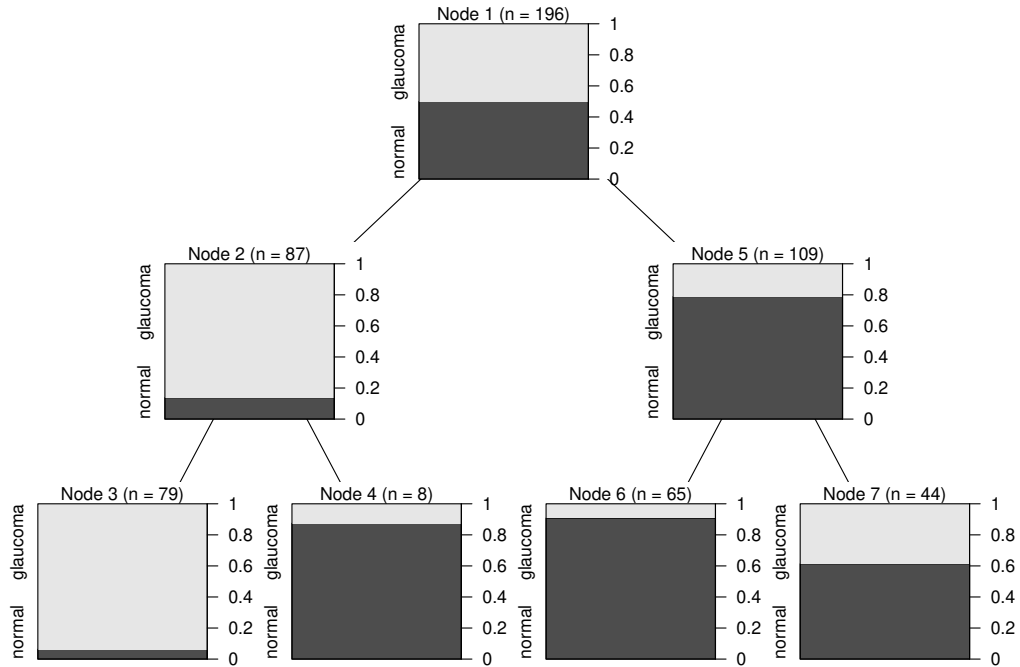 Node 1 (n = 196)
glaucoma
normal
1
0.8
0.6
0.4
0.2
0
Node 2 (n = 87)
glaucoma
normal
1
0.8
0.6
0.4
0.2
0
Node 5 (n = 109)
glaucoma
normal
1
0.8
0.6
0.4
0.2
0
Node 3 (n = 79)
glaucoma
normal
1
0.8
0.6
0.4
0.2
0
Node 4 (n = 8)
glaucoma
normal
1
0.8
0.6
0.4
0.2
0
Node 6 (n = 65)
glaucoma
normal
1
0.8
0.6
0.4
0.2
0
Node 7 (n = 44)
glaucoma
normal
1
0.8
0.6
0.4
0.2
0